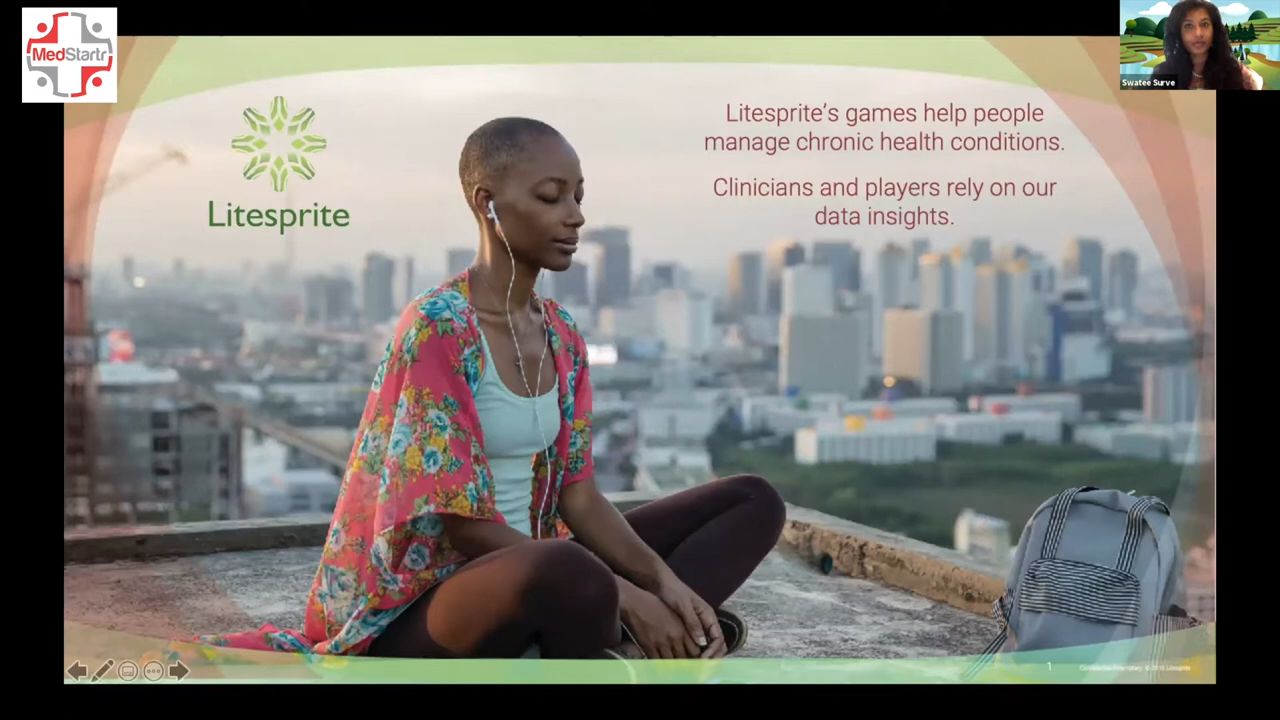 MedStartr
Swatee Surve
Litesprite's games help people
manage chronic health conditions.
Clinicians and players rely on our
data insights.
Litesprite
1